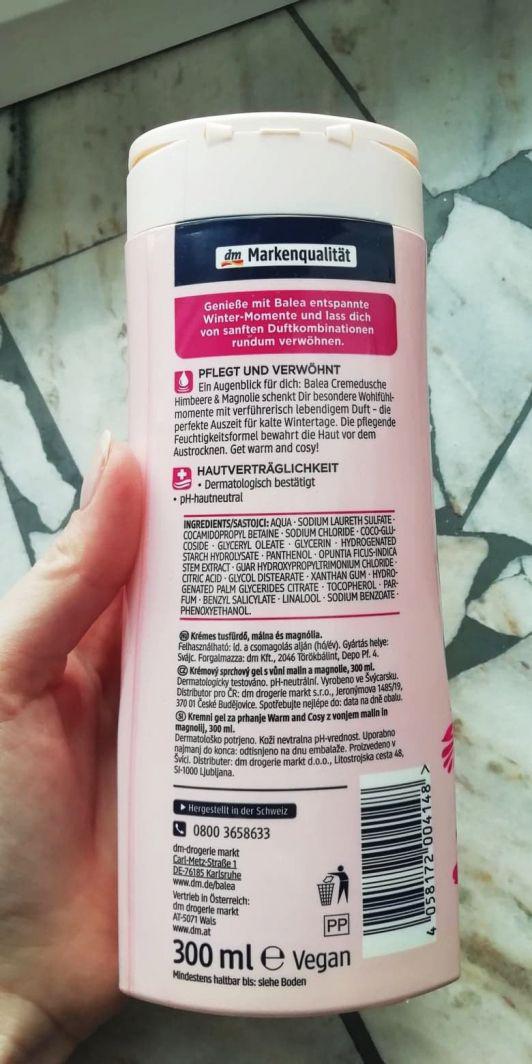 dm Markenqualität
Genieße mit Balea entspannte
Winter-Momente und lass dich
von sanften Duftkombinationen
rundum verwöhnen.
PFLEGT UND VERWÖHNT
Ein Augenblick für dich: Balea Cremedusche
Himbeere & Magnolie schenkt Dir besondere Wohlfühl-
momente mit verführerisch lebendigem Duft – die
perfekte Auszeit für kalte Wintertage. Die pflegende
Feuchtigkeitsformel bewahrt die Haut vor dem
Austrocknen. Get warm and cosy!
HAUTVERTRÄGLICHKEIT
• Dermatologisch bestätigt
• pH-hautneutral
INGREDIENTS/SASTOJCI: AQUA · SODIUM LAURETH SULFATE ·
COCAMIDOPROPYL BETAINE · SODIUM CHLORIDE · COCO-GLU-
COSIDE · GLYCERYL OLEATE · GLYCERIN · HYDROGENATED
STARCH HYDROLYSATE · PANTHENOL · OPUNTIA FICUS-INDICA
STEM EXTRACT · GUAR HYDROXYPROPYLTRIMONIUM CHLORIDE ·
CITRIC ACID · GLYCOL DISTEARATE · XANTHAN GUM · HYDRO-
GENATED PALM GLYCERIDES CITRATE · TOCOPHEROL · PAR-
FUM · BENZYL SALICYLATE · LINALOOL · SODIUM BENZOATE ·
PHENOXYETHANOL.
Ⓗ Krémes tusfürdő, málna és magnólia.
Felhasználható: ld. a csomagolás alján (hó/év). Gyártás helye:
Svájc. Forgalmazza: dm Kft., 2046 Törökbálint, Depo Pf. 4.
CZ Krémový sprchový gel s vůní malin a magnolie, 300 ml.
Dermatologicky testováno. pH-neutrální. Vyrobeno ve Švýcarsku.
Distributor pro ČR: dm drogerie markt s.r.o., Jeronýmova 1485/19,
370 01 České Budějovice. Spotřebujte nejlépe do: data na dně obalu.
Kremni gel za prhanje Warm and Cosy z vonjem malin in
magnolij, 300 ml.
Dermatološko potrjeno. Koži nevtralna pH-vrednost. Uporabno
najmanj do konca: odtisnjeno na dnu embalaže. Proizvedeno v
Švici. Distributer: dm drogerie markt d.o.o., Litostrojska cesta 48,
SI-1000 Ljubljana.
Hergestellt in der Schweiz
0800 3658633
dm-drogerie markt
Carl-Metz-Straße 1
DE-76185 Karlsruhe
www.dm.de/balea
Vertrieb in Österreich:
dm drogerie markt
AT-5071 Wals
www.dm.at
PP
300 ml ℮ Vegan
Mindestens haltbar bis: siehe Boden
4 058172 004148 >